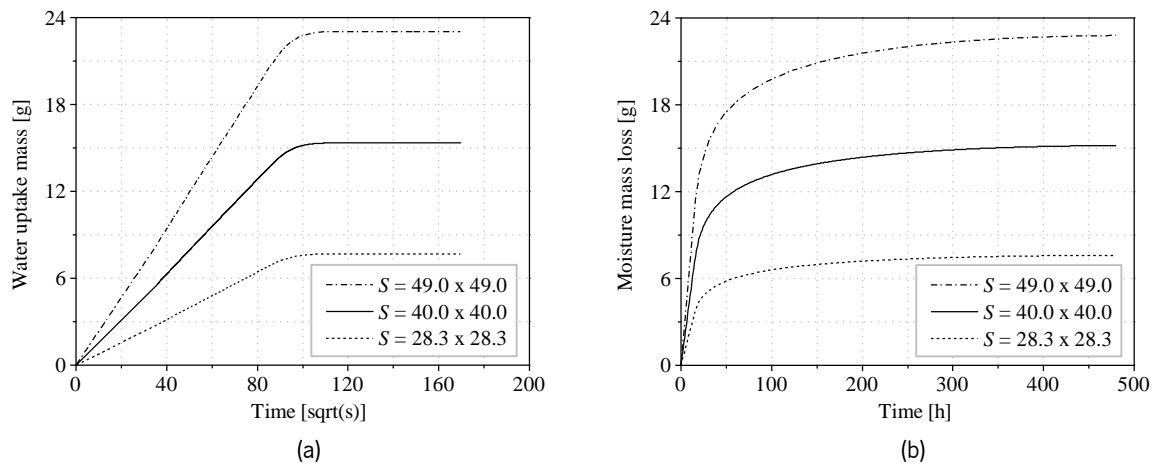 24
18
12
6
0
Water uptake mass [g]
0 40 80 120 160 200
Time [sqrt(s)]
S = 49.0 x 49.0
S = 40.0 x 40.0
S = 28.3 x 28.3
(a)
24
18
12
6
0
Moisture mass loss [g]
0 100 200 300 400 500
Time [h]
S = 49.0 x 49.0
S = 40.0 x 40.0
S = 28.3 x 28.3
(b)